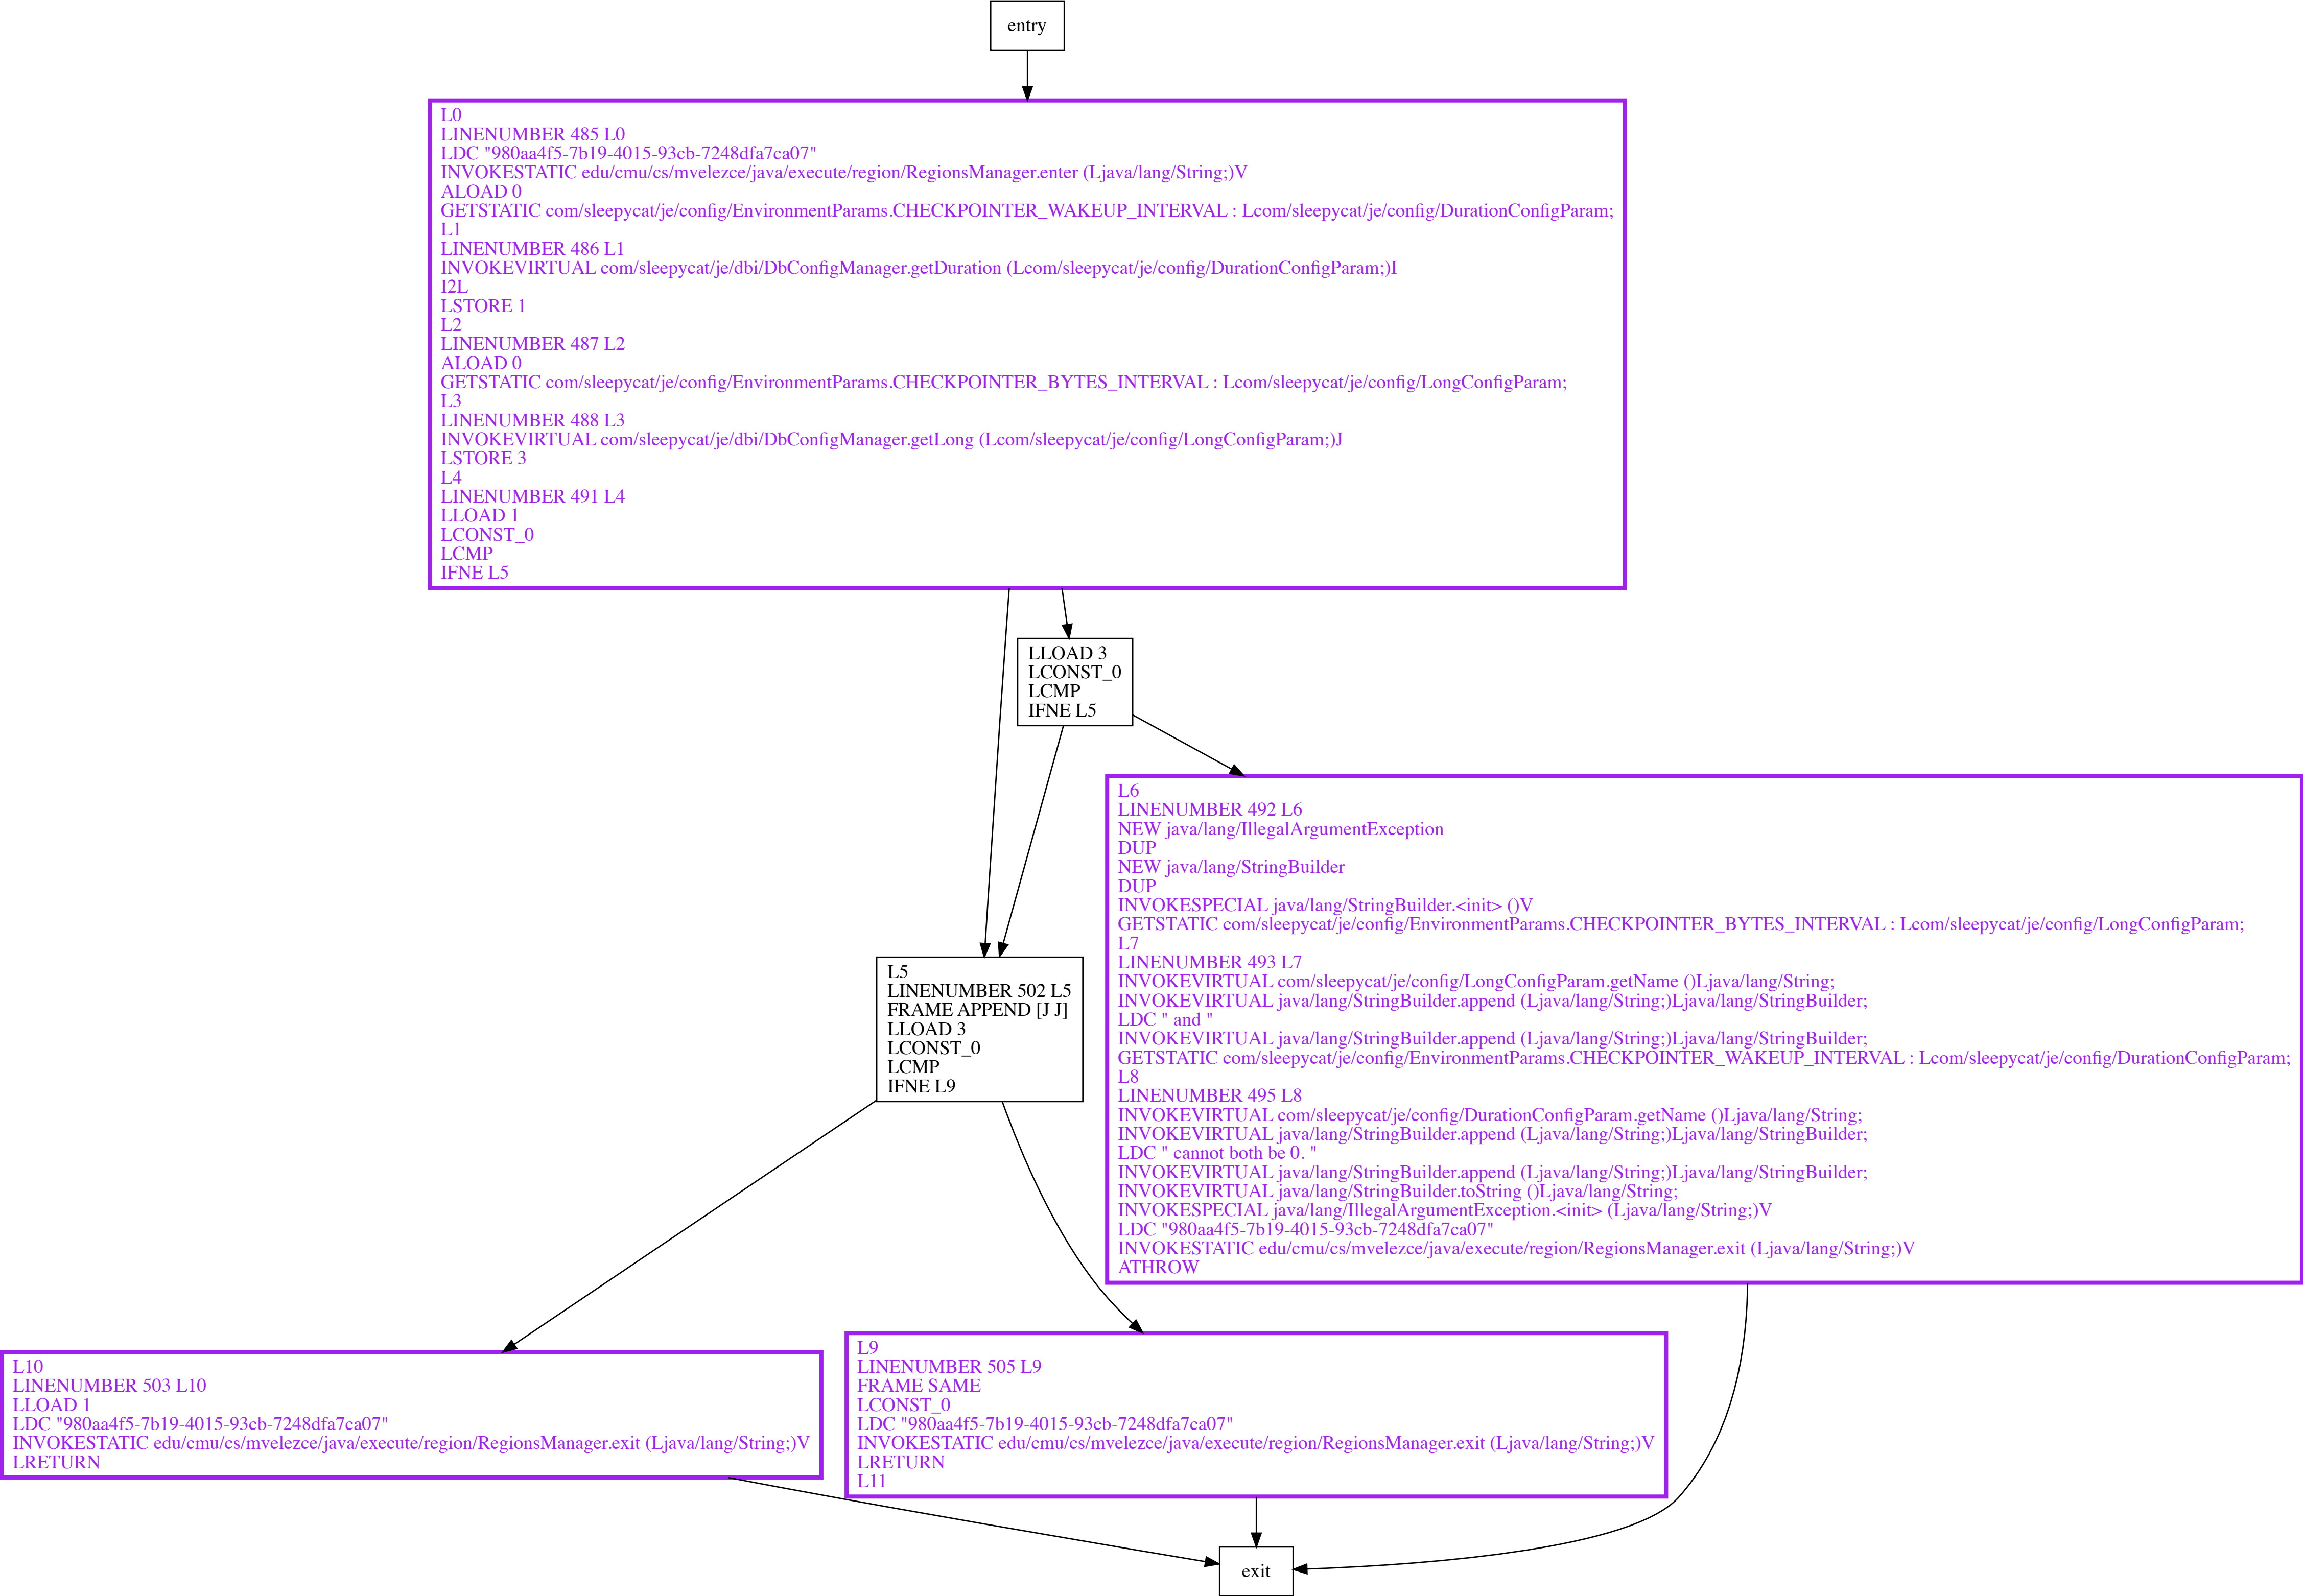 entry
L0
LINENUMBER 485 L0
LDC "980aa4f5-7b19-4015-93cb-7248dfa7ca07"
INVOKESTATIC edu/cmu/cs/mvelezce/java/execute/region/RegionsManager.enter (Ljava/lang/String;)V
ALOAD 0
GETSTATIC com/sleepycat/je/config/EnvironmentParams.CHECKPOINTER_WAKEUP_INTERVAL : Lcom/sleepycat/je/config/DurationConfigParam;
L1
LINENUMBER 486 L1
INVOKEVIRTUAL com/sleepycat/je/dbi/DbConfigManager.getDuration (Lcom/sleepycat/je/config/DurationConfigParam;)I
I2L
LSTORE 1
L2
LINENUMBER 487 L2
ALOAD 0
GETSTATIC com/sleepycat/je/config/EnvironmentParams.CHECKPOINTER_BYTES_INTERVAL : Lcom/sleepycat/je/config/LongConfigParam;
L3
LINENUMBER 488 L3
INVOKEVIRTUAL com/sleepycat/je/dbi/DbConfigManager.getLong (Lcom/sleepycat/je/config/LongConfigParam;)J
LSTORE 3
L4
LINENUMBER 491 L4
LLOAD 1
LCONST_0
LCMP
IFNE L5
LLOAD 3
LCONST_0
LCMP
IFNE L5
L6
LINENUMBER 492 L6
NEW java/lang/IllegalArgumentException
DUP
NEW java/lang/StringBuilder
DUP
INVOKESPECIAL java/lang/StringBuilder.<init> ()V
GETSTATIC com/sleepycat/je/config/EnvironmentParams.CHECKPOINTER_BYTES_INTERVAL : Lcom/sleepycat/je/config/LongConfigParam;
L7
LINENUMBER 493 L7
INVOKEVIRTUAL com/sleepycat/je/config/LongConfigParam.getName ()Ljava/lang/String;
INVOKEVIRTUAL java/lang/StringBuilder.append (Ljava/lang/String;)Ljava/lang/StringBuilder;
LDC " and "
INVOKEVIRTUAL java/lang/StringBuilder.append (Ljava/lang/String;)Ljava/lang/StringBuilder;
GETSTATIC com/sleepycat/je/config/EnvironmentParams.CHECKPOINTER_WAKEUP_INTERVAL : Lcom/sleepycat/je/config/DurationConfigParam;
L8
LINENUMBER 495 L8
INVOKEVIRTUAL com/sleepycat/je/config/DurationConfigParam.getName ()Ljava/lang/String;
INVOKEVIRTUAL java/lang/StringBuilder.append (Ljava/lang/String;)Ljava/lang/StringBuilder;
LDC " cannot both be 0. "
INVOKEVIRTUAL java/lang/StringBuilder.append (Ljava/lang/String;)Ljava/lang/StringBuilder;
INVOKEVIRTUAL java/lang/StringBuilder.toString ()Ljava/lang/String;
INVOKESPECIAL java/lang/IllegalArgumentException.<init> (Ljava/lang/String;)V
LDC "980aa4f5-7b19-4015-93cb-7248dfa7ca07"
INVOKESTATIC edu/cmu/cs/mvelezce/java/execute/region/RegionsManager.exit (Ljava/lang/String;)V
ATHROW
L5
LINENUMBER 502 L5
FRAME APPEND [J J]
LLOAD 3
LCONST_0
LCMP
IFNE L9
L10
LINENUMBER 503 L10
LLOAD 1
LDC "980aa4f5-7b19-4015-93cb-7248dfa7ca07"
INVOKESTATIC edu/cmu/cs/mvelezce/java/execute/region/RegionsManager.exit (Ljava/lang/String;)V
LRETURN
L9
LINENUMBER 505 L9
FRAME SAME
LCONST_0
LDC "980aa4f5-7b19-4015-93cb-7248dfa7ca07"
INVOKESTATIC edu/cmu/cs/mvelezce/java/execute/region/RegionsManager.exit (Ljava/lang/String;)V
LRETURN
L11
exit